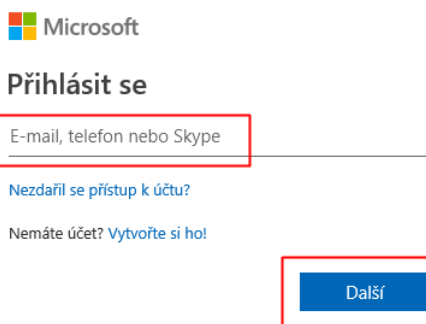 Microsoft
Přihlásit se
E-mail, telefon nebo Skype
Nezdařil se přístup k účtu?
Nemáte účet? Vytvořte si ho!
Další